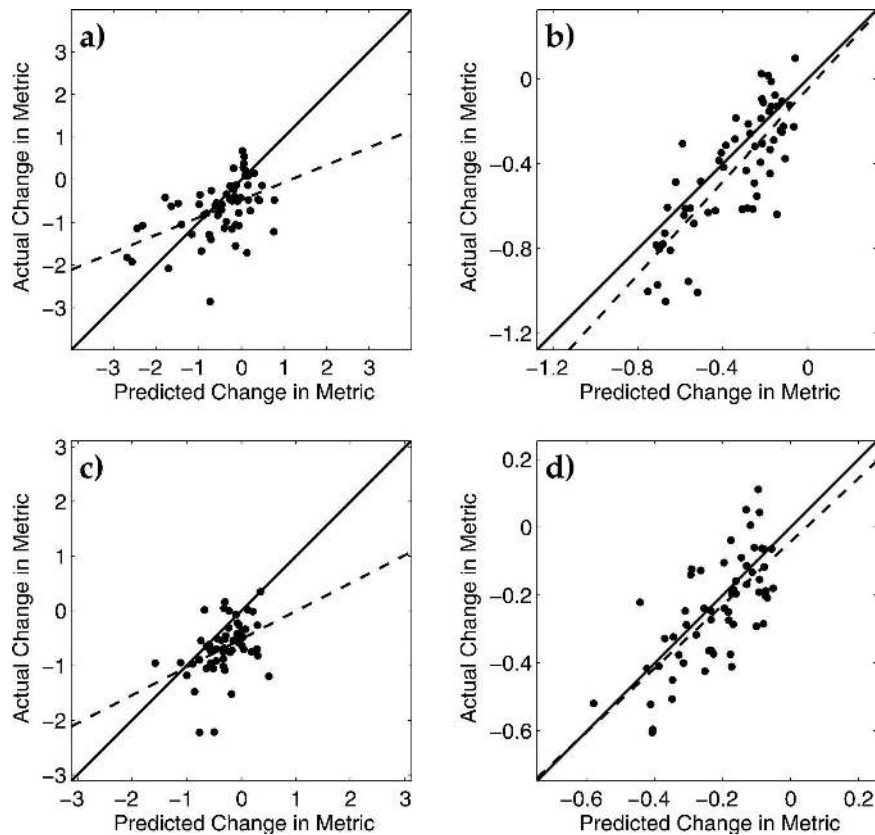 a)
3
2
1
0
−1
−2
−3
Actual Change in Metric
−3 −2 −1 0 1 2 3
Predicted Change in Metric
b)
0
−0.4
−0.8
−1.2
Actual Change in Metric
−1.2 −0.8 −0.4 0
Predicted Change in Metric
c)
3
2
1
0
−1
−2
−3
Actual Change in Metric
−3 −2 −1 0 1 2 3
Predicted Change in Metric
d)
0.2
0
−0.2
−0.4
−0.6
Actual Change in Metric
−0.6 −0.4 −0.2 0 0.2
Predicted Change in Metric